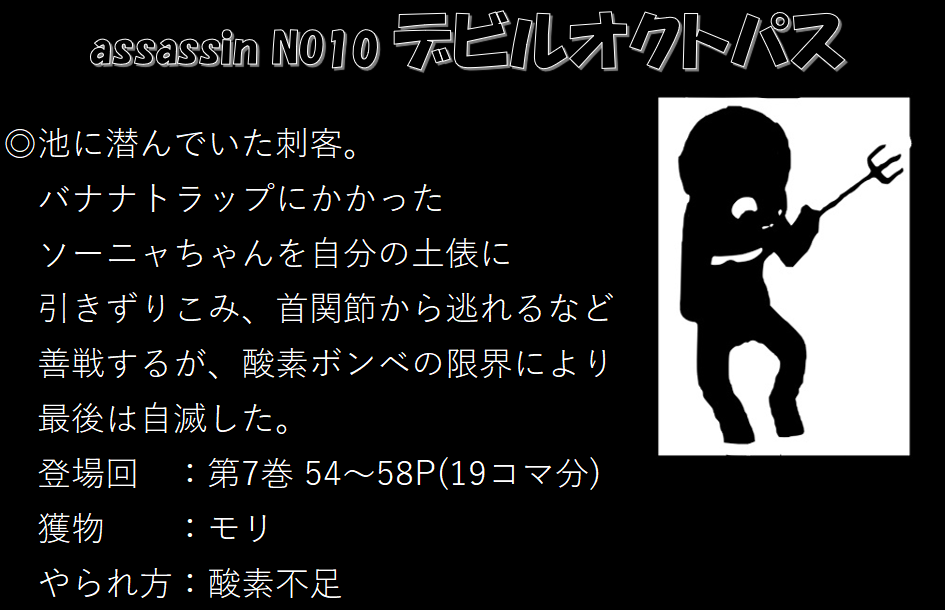 assassin NO10 デビルオクトパス
◎池に潜んでいた刺客。
バナナトラップにかかった
ソーニャちゃんを自分の土俵に
引きずりこみ、首関節から逃れるなど
善戦するが、酸素ボンベの限界により
最後は自滅した。
登場回　：第7巻 54～58P(19コマ分)
獲物　　：モリ
やられ方：酸素不足